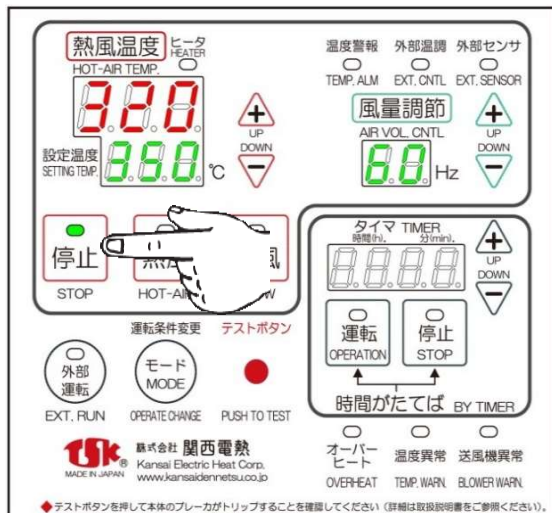 熱風温度
ヒータ
HEATER
HOT-AIR TEMP.
320
設定温度
SETTING TEMP.
350
℃
+
UP
DOWN
−
温度警報 外部温調 外部センサ
TEMP. ALM EXT. CNTL EXT. SENSOR
風量調節
AIR VOL. CNTL
60
Hz
+
UP
DOWN
−
停止
STOP
HOT-AI
W
タイマ TIMER
時間(h). 分(min).
+
UP
DOWN
−
運転
OPERATION
停止
STOP
時間がたてば BY TIMER
運転条件変更 テストボタン
外部
運転
モード
MODE
EXT. RUN OPERATE CHANGE PUSH TO TEST
オーバー
ヒート
温度異常 送風機異常
OVERHEAT TEMP. WARN. BLOWER WARN.
TSK®
MADE IN JAPAN
株式会社 関西電熱
Kansai Electric Heat Corp.
www.kansaidennetsu.co.jp
◆テストボタンを押して本体のブレーカがトリップすることを確認してください(詳細は取扱説明書をご参照ください)。